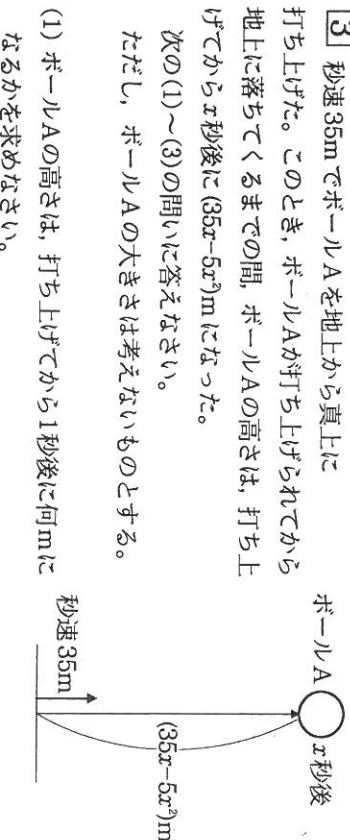 3 秒速35mでボールAを地上から真上に
打ち上げた。このとき，ボールAが打ち上げられてから
地上に落ちてくるまでの間，ボールAの高さは，打ち上
げてからx秒後に(35x−5x²)mになった。
次の(1)～(3)の問いに答えなさい。
ただし，ボールAの大きさは考えないものとする。
(1) ボールAの高さは，打ち上げてから1秒後に何mに
なるかを求めなさい。
ボールA
x秒後
(35x−5x²)m
秒速35m